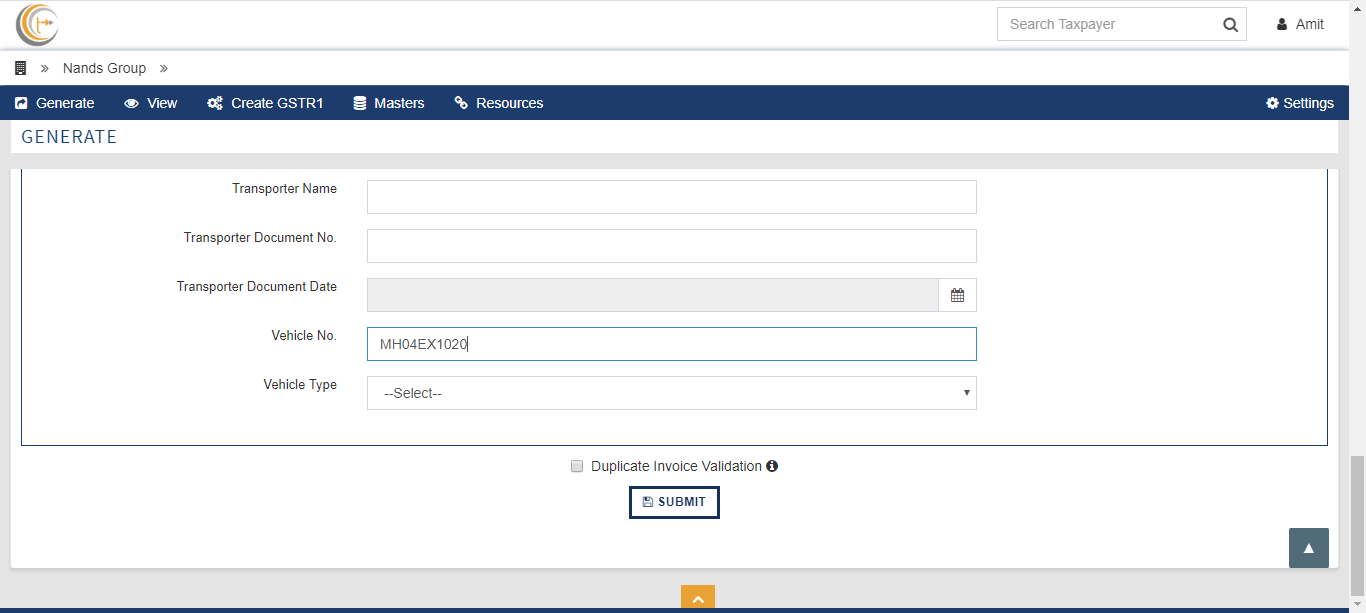 Search Taxpayer
Amit
» Nands Group »
Generate View Create GSTR1 Masters Resources Settings
GENERATE
Transporter Name
Transporter Document No.
Transporter Document Date
Vehicle No. MH04EX1020
Vehicle Type --Select--
Duplicate Invoice Validation
SUBMIT